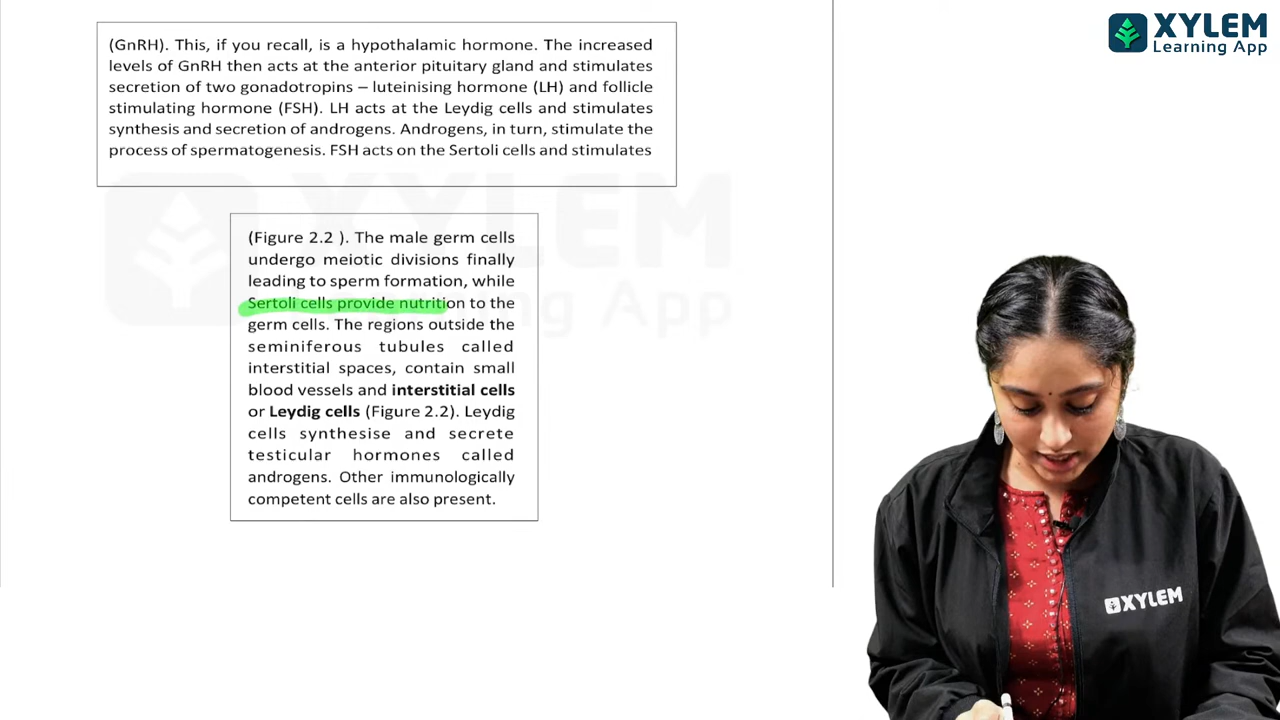 XYLEM
Learning App
(GnRH). This, if you recall, is a hypothalamic hormone. The increased
levels of GnRH then acts at the anterior pituitary gland and stimulates
secretion of two gonadotropins – luteinising hormone (LH) and follicle
stimulating hormone (FSH). LH acts at the Leydig cells and stimulates
synthesis and secretion of androgens. Androgens, in turn, stimulate the
process of spermatogenesis. FSH acts on the Sertoli cells and stimulates
XYLEM
Learning App
(Figure 2.2 ). The male germ cells
undergo meiotic divisions finally
leading to sperm formation, while
Sertoli cells provide nutrition to the
germ cells. The regions outside the
seminiferous tubules called
interstitial spaces, contain small
blood vessels and interstitial cells
or Leydig cells (Figure 2.2). Leydig
cells synthesise and secrete
testicular hormones called
androgens. Other immunologically
competent cells are also present.
XYLEM